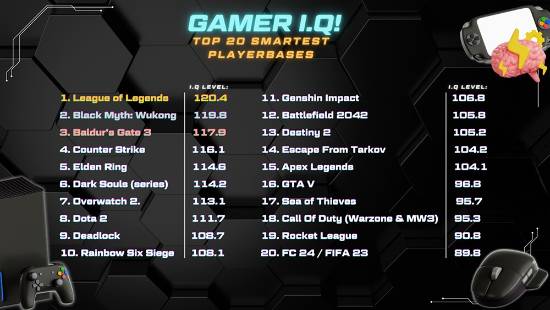 GAMER I.Q!
TOP 20 SMARTEST
PLAYERBASES
I.Q LEVEL:
1. League of Legends 120.4
2. Black Myth: Wukong 119.8
3. Baldur's Gate 3 117.9
4. Counter Strike 116.1
5. Elden Ring 114.6
6. Dark Souls (series) 114.2
7. Overwatch 2. 113.1
8. Dota 2 111.7
9. Deadlock 108.7
10. Rainbow Six Siege 108.1
I.Q LEVEL:
11. Genshin Impact 106.8
12. Battlefield 2042 105.8
13. Destiny 2 105.2
14. Escape From Tarkov 104.2
15. Apex Legends 104.1
16. GTA V 96.8
17. Sea of Thieves 95.7
18. Call Of Duty (Warzone & MW3) 95.3
19. Rocket League 90.8
20. FC 24 / FIFA 23 89.8